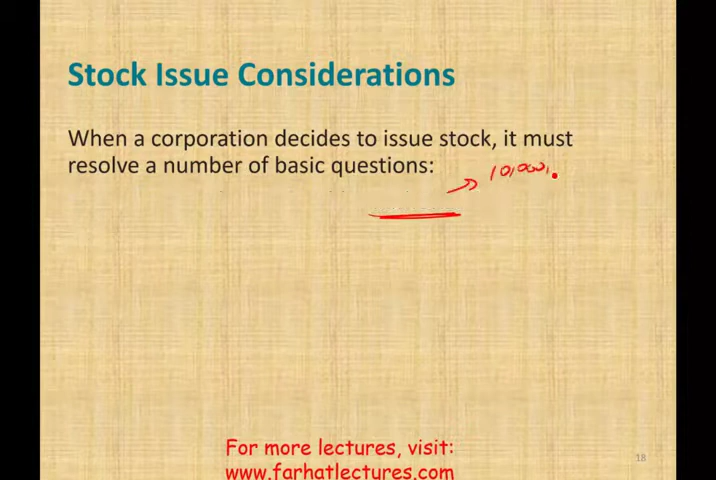 Stock Issue Considerations
When a corporation decides to issue stock, it must
resolve a number of basic questions:
10,000,
For more lectures, visit:
www.farhatlectures.com
18